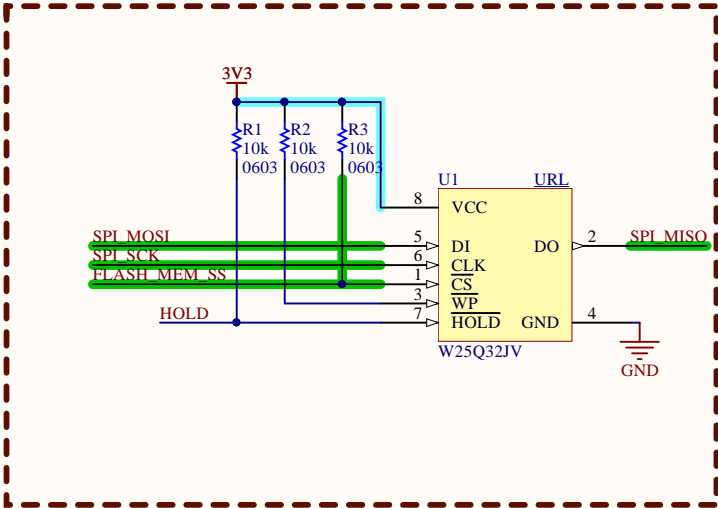 3V3
R1
10k
0603
R2
10k
0603
R3
10k
0603
U1
URL
8
VCC
SPI_MOSI
5
DI
DO
2
SPI_MISO
SPI_SCK
6
CLK
FLASH_MEM_SS
1
CS
3
WP
HOLD
7
HOLD
GND
4
W25Q32JV
GND